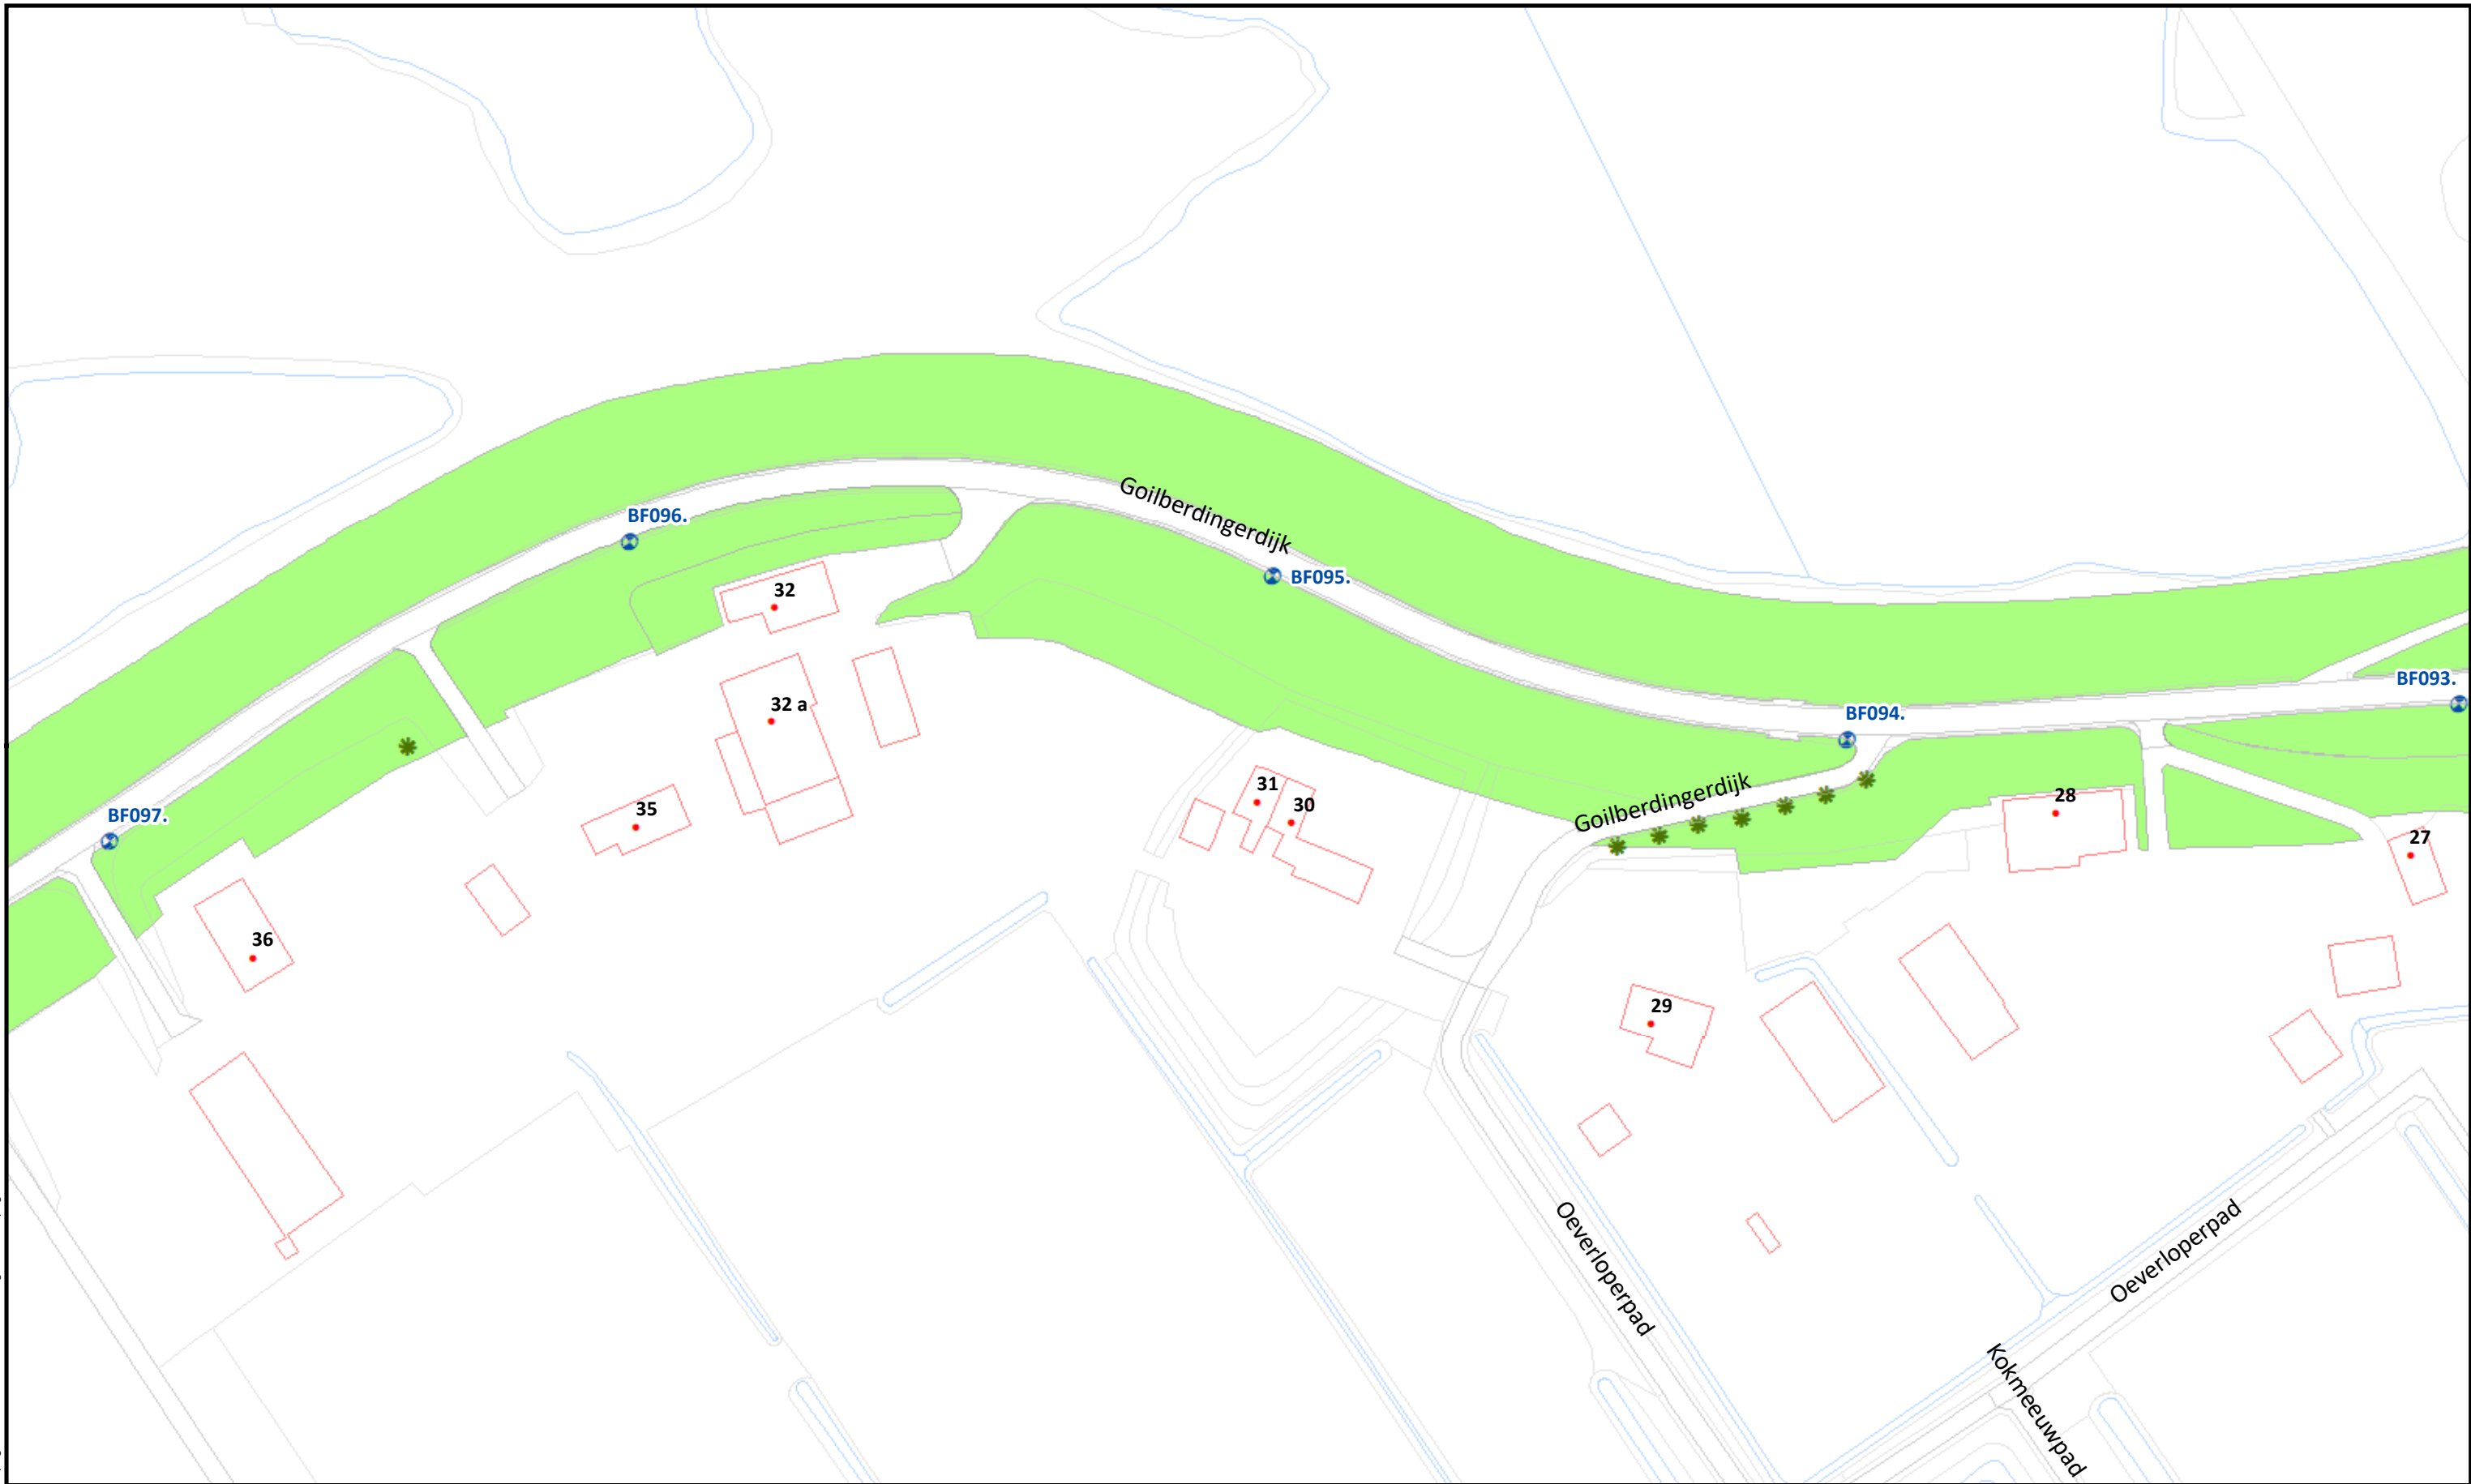 Goilberdingerdijk
BF096.
BF095.
32
BF093.
32 a
BF094.
31
Goilberdingerdijk
30
28
35
BF097.
27
36
29
Oeverloperpad
Oeverloperpad
Kokmeeuwpad